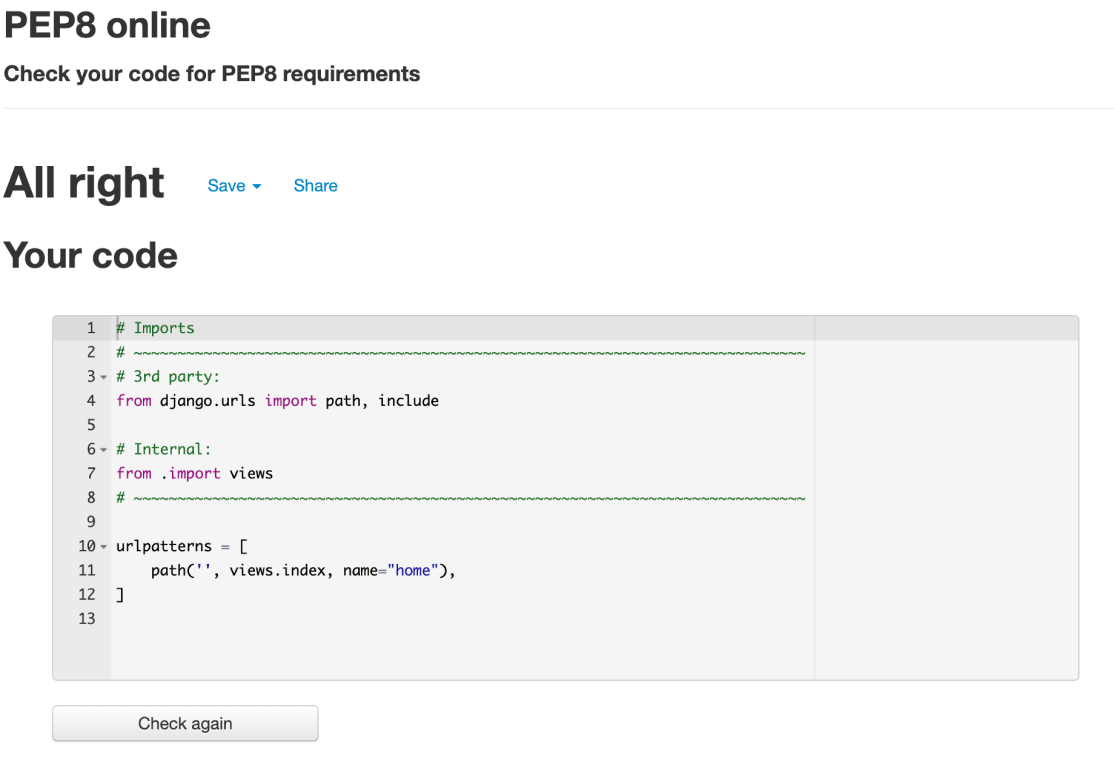 PEP8 online
Check your code for PEP8 requirements
All right Save Share
Your code
1 # Imports
2 # ~~~~~~~~~~~~~~~~~~~~~~~~~~~~~~~~~~~~~~~~~~~~~~~~~~~~~~~~~~~~~~~~~~~~~~~~~~~~~
3 # 3rd party:
4 from django.urls import path, include
5
6 # Internal:
7 from .import views
8 # ~~~~~~~~~~~~~~~~~~~~~~~~~~~~~~~~~~~~~~~~~~~~~~~~~~~~~~~~~~~~~~~~~~~~~~~~~~~~~
9
10 urlpatterns = [
11     path('', views.index, name="home"),
12 ]
13
Check again